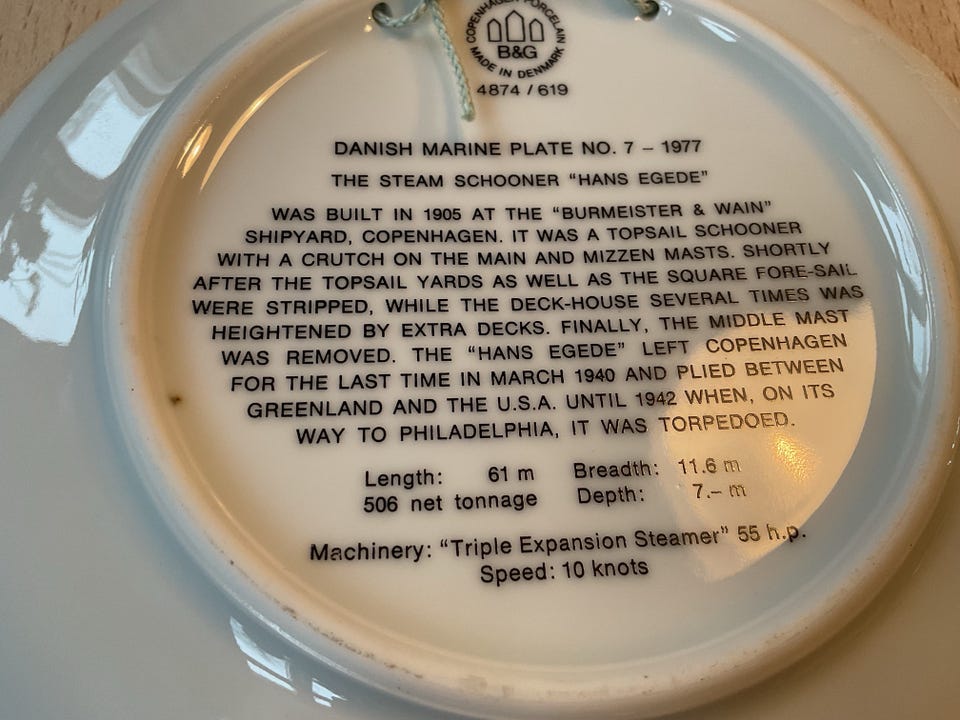 COPENHAGEN PORCELAIN
B&G
MADE IN DENMARK
4874 / 619
DANISH MARINE PLATE NO. 7 – 1977
THE STEAM SCHOONER “HANS EGEDE”
WAS BUILT IN 1905 AT THE “BURMEISTER & WAIN”
SHIPYARD, COPENHAGEN. IT WAS A TOPSAIL SCHOONER
WITH A CRUTCH ON THE MAIN AND MIZZEN MASTS. SHORTLY
AFTER THE TOPSAIL YARDS AS WELL AS THE SQUARE FORE-SAIL
WERE STRIPPED, WHILE THE DECK-HOUSE SEVERAL TIMES WAS
HEIGHTENED BY EXTRA DECKS. FINALLY, THE MIDDLE MAST
WAS REMOVED. THE “HANS EGEDE” LEFT COPENHAGEN
FOR THE LAST TIME IN MARCH 1940 AND PLIED BETWEEN
GREENLAND AND THE U.S.A. UNTIL 1942 WHEN, ON ITS
WAY TO PHILADELPHIA, IT WAS TORPEDOED.
Length: 61 m Breadth: 11.6 m
506 net tonnage Depth: 7.– m
Machinery: “Triple Expansion Steamer” 55 h.p.
Speed: 10 knots